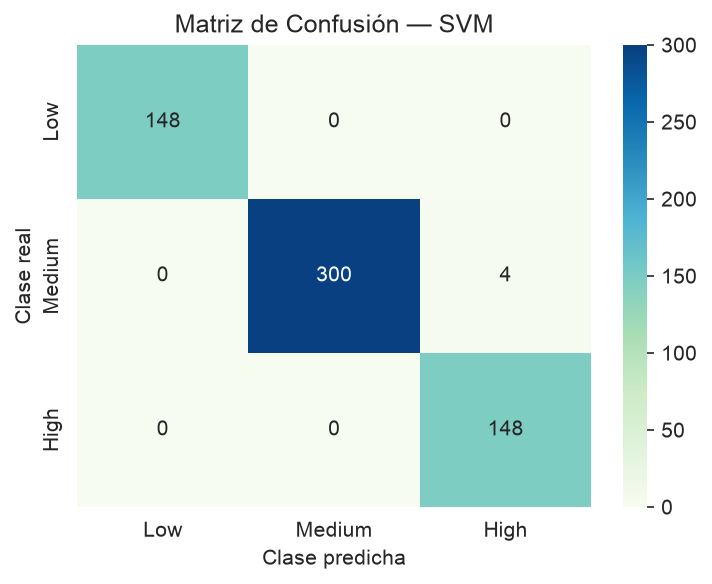 Matriz de Confusión — SVM
Clase real
Low
Medium
High
148
0
0
0
300
4
0
0
148
Low
Medium
High
Clase predicha
300
250
200
150
100
50
0